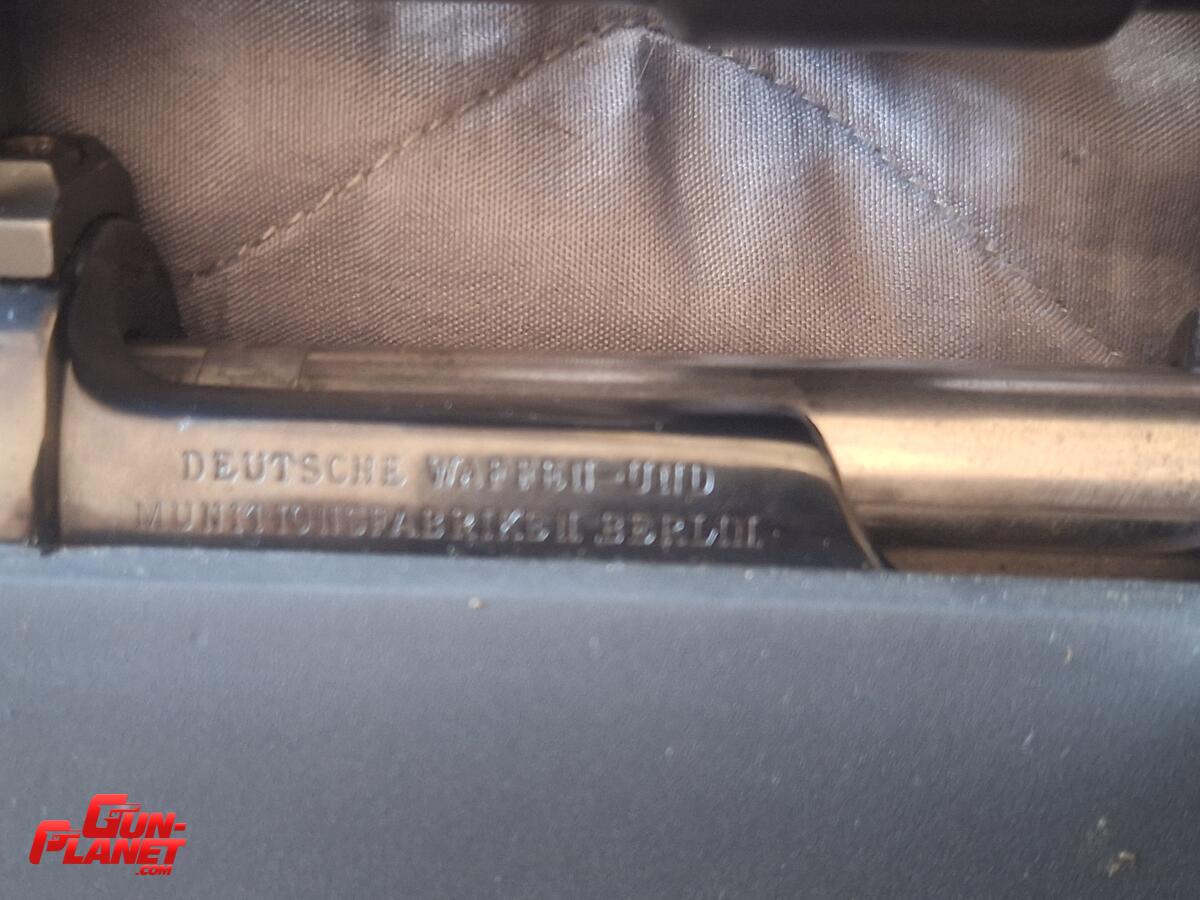 DEUTSCHE WAFFEN-UND
MUNITIONSFABRIKEN BERLIN.
GUN-
PLANET
.COM